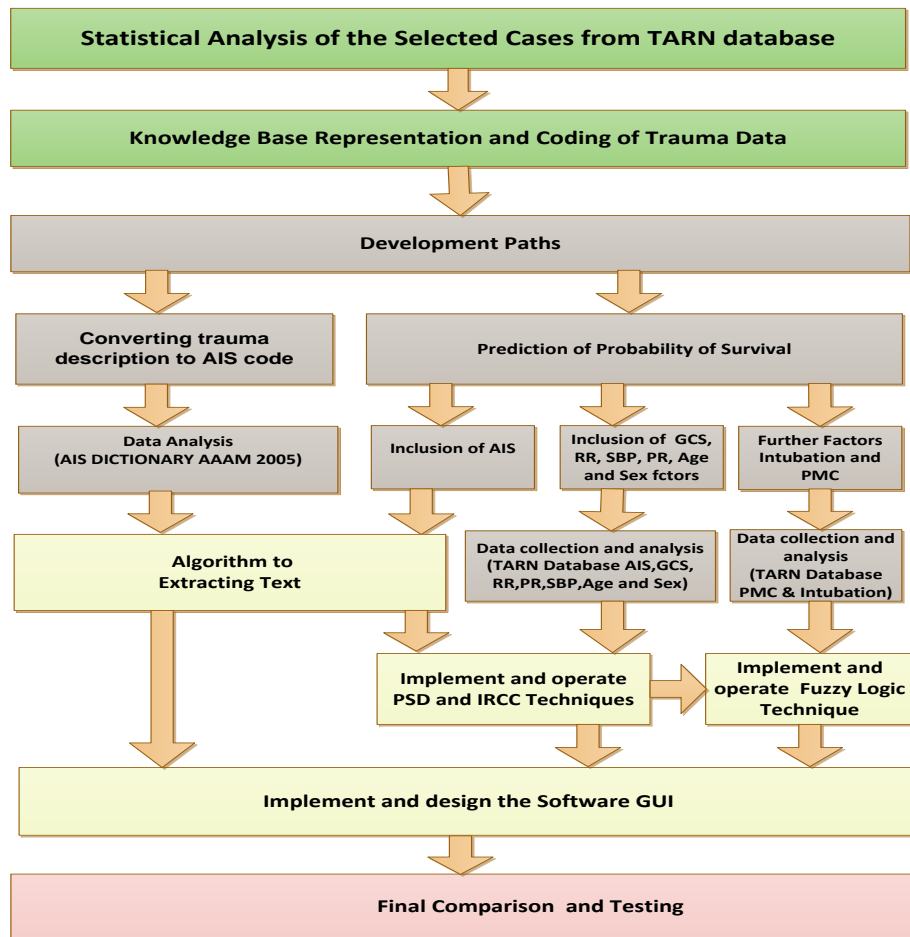 Statistical Analysis of the Selected Cases from TARN database
Knowledge Base Representation and Coding of Trauma Data
Development Paths
Converting trauma
description to AIS code
Prediction of Probability of Survival
Data Analysis
(AIS DICTIONARY AAAM 2005)
Inclusion of AIS
Inclusion of GCS,
RR, SBP, PR, Age
and Sex fctors
Further Factors
Intubation and
PMC
Algorithm to
Extracting Text
Data collection and analysis
(TARN Database AIS,GCS,
RR,PR,SBP,Age and Sex)
Data collection and
analysis
(TARN Database
PMC & Intubation)
Implement and operate
PSD and IRCC Techniques
Implement and
operate Fuzzy Logic
Technique
Implement and design the Software GUI
Final Comparison and Testing